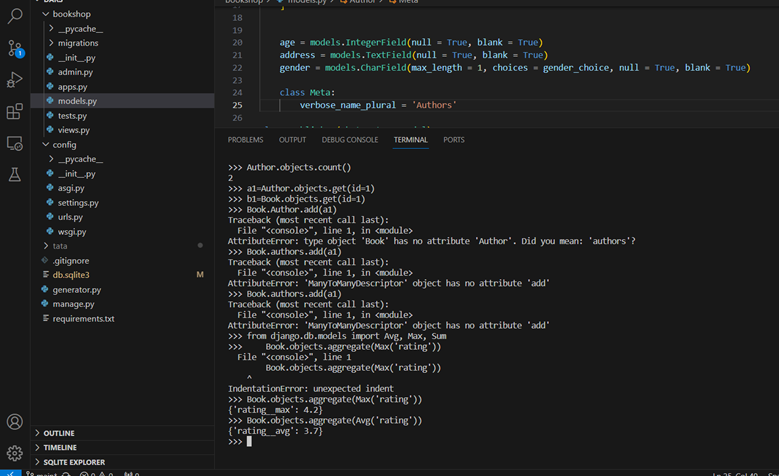 bookshop
__pycache__
migrations
__init__.py
admin.py
apps.py
models.py
tests.py
views.py
config
__pycache__
__init__.py
asgi.py
settings.py
urls.py
wsgi.py
tata
.gitignore
db.sqlite3 M
generator.py
manage.py
requirements.txt
OUTLINE
TIMELINE
SQLITE EXPLORER
1
bookshop > models.py > Author > Meta
18 }
19
20 age = models.IntegerField(null = True, blank = True)
21 address = models.TextField(null = True, blank = True)
22 gender = models.CharField(max_length = 1, choices = gender_choice, null = True, blank = True)
23
24 class Meta:
25 verbose_name_plural = 'Authors'
26
PROBLEMS OUTPUT DEBUG CONSOLE TERMINAL PORTS
>>> Author.objects.count()
2
>>> a1=Author.objects.get(id=1)
>>> b1=Book.objects.get(id=1)
>>> Book.Author.add(a1)
Traceback (most recent call last):
File "<console>", line 1, in <module>
AttributeError: type object 'Book' has no attribute 'Author'. Did you mean: 'authors'?
>>> Book.authors.add(a1)
Traceback (most recent call last):
File "<console>", line 1, in <module>
AttributeError: 'ManyToManyDescriptor' object has no attribute 'add'
>>> Book.authors.add(a1)
Traceback (most recent call last):
File "<console>", line 1, in <module>
AttributeError: 'ManyToManyDescriptor' object has no attribute 'add'
>>> from django.db.models import Avg, Max, Sum
>>> Book.objects.aggregate(Max('rating'))
File "<console>", line 1
Book.objects.aggregate(Max('rating'))
^
IndentationError: unexpected indent
>>> Book.objects.aggregate(Max('rating'))
{'rating__max': 4.2}
>>> Book.objects.aggregate(Avg('rating'))
{'rating__avg': 3.7}
>>>